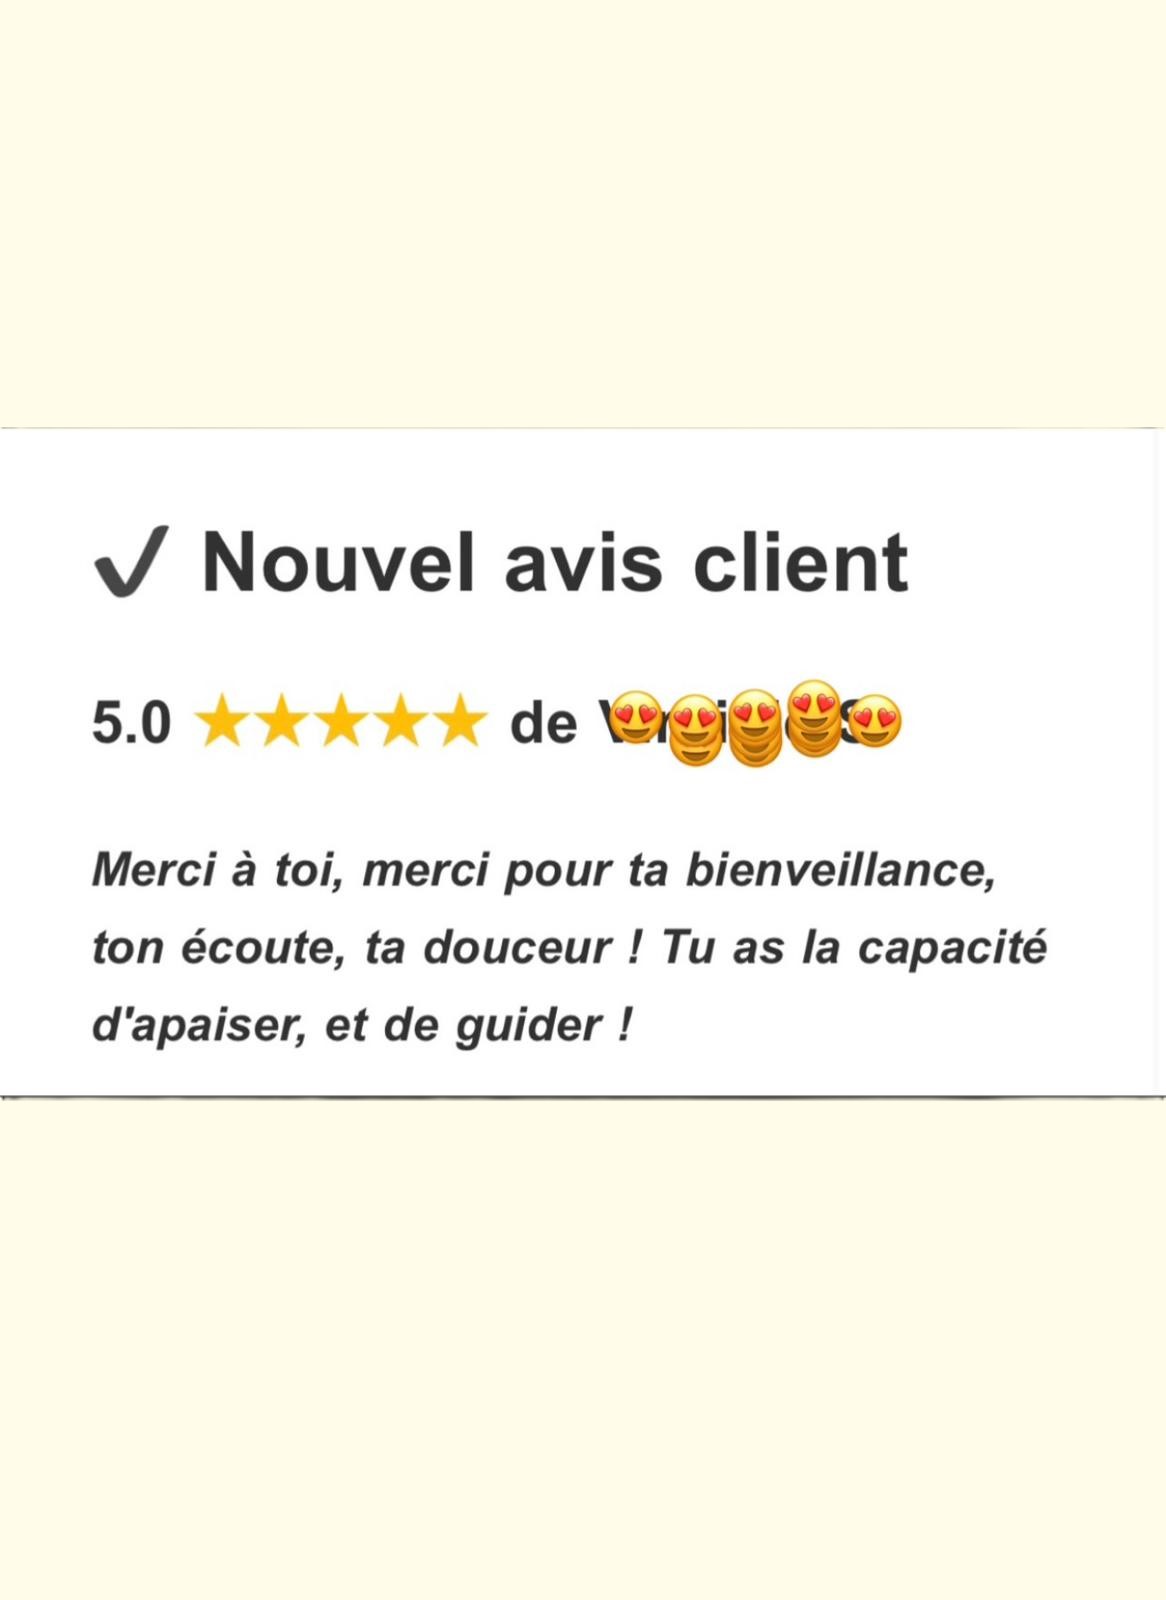 ✔ Nouvel avis client
5.0 ★★★★★ de
Merci à toi, merci pour ta bienveillance,
ton écoute, ta douceur ! Tu as la capacité
d'apaiser, et de guider !